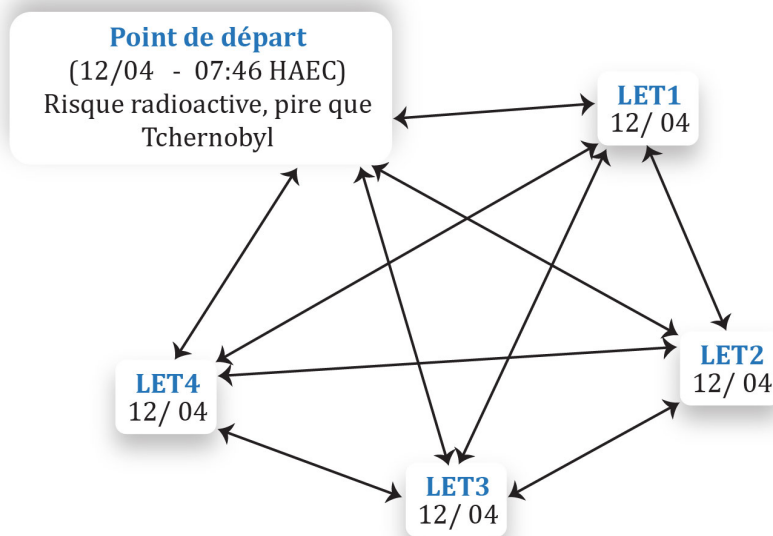 Point de départ
(12/04 - 07:46 HAEC)
Risque radioactive, pire que
Tchernobyl
LET1
12/ 04
LET2
12/ 04
LET4
12/ 04
LET3
12/ 04